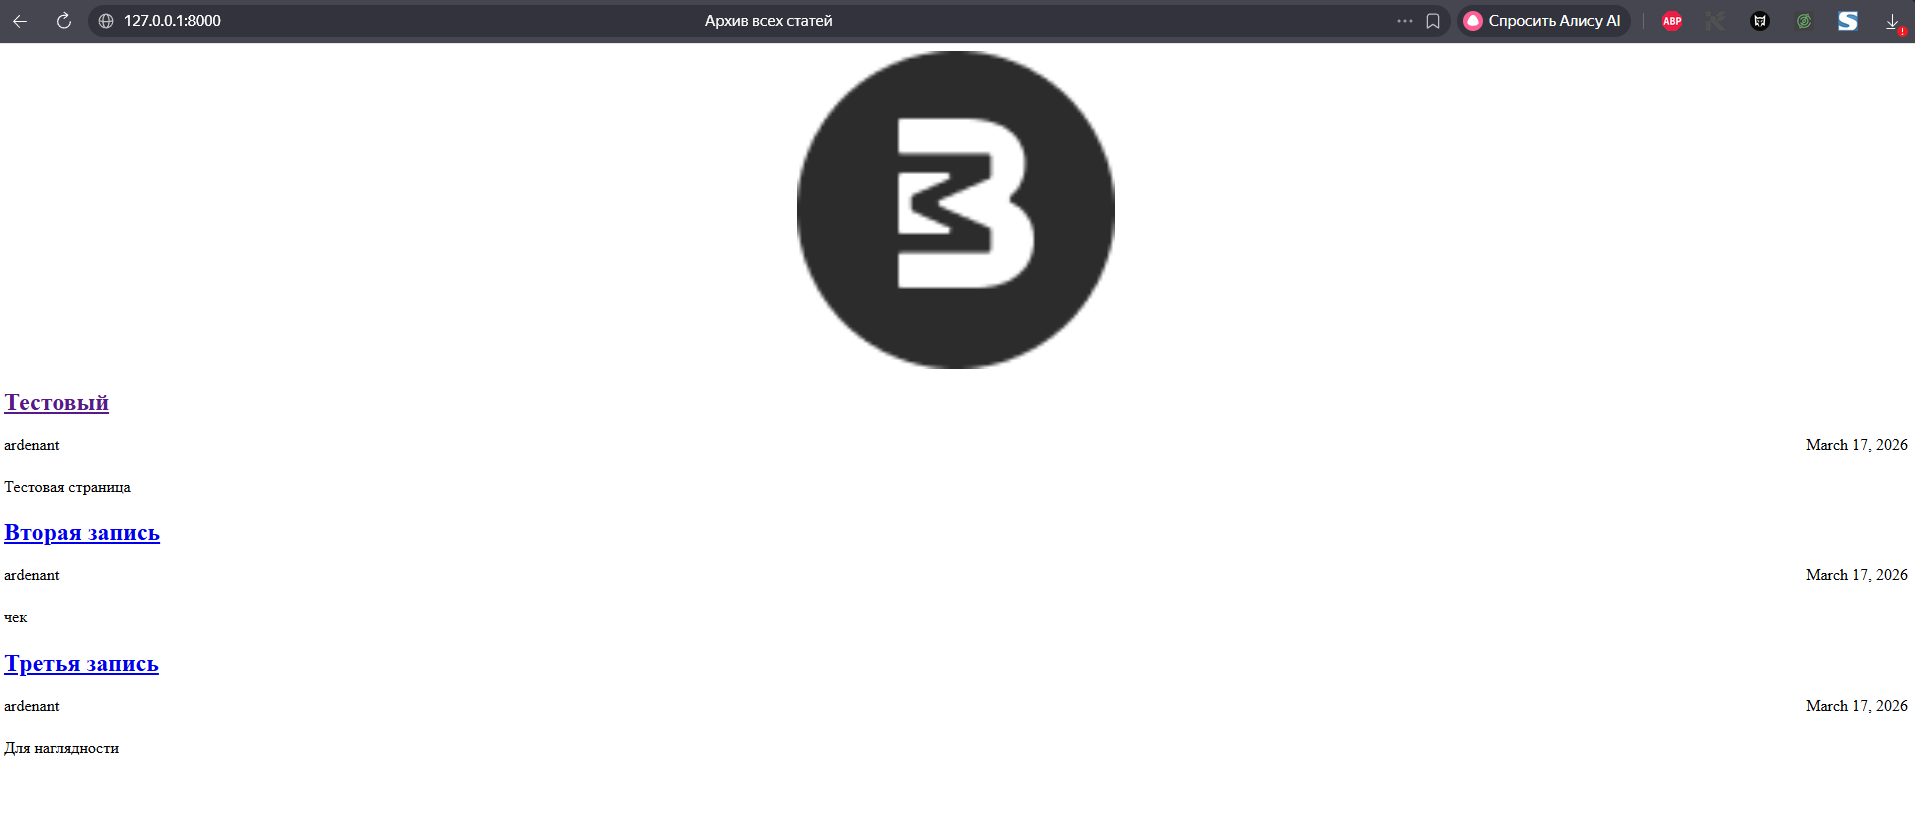 127.0.0.1:8000 Архив всех статей Спросить Алису AI ABP
B
Тестовый
ardenant March 17, 2026
Тестовая страница
Вторая запись
ardenant March 17, 2026
чек
Третья запись
ardenant March 17, 2026
Для наглядности